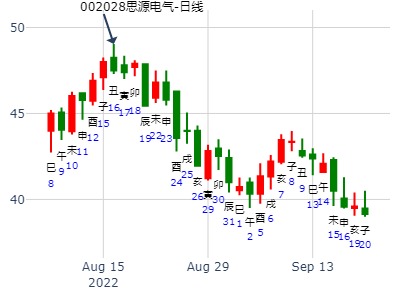 002028思源电气-日线
50
45
40
巳
8
午
9
未
10
申
11
酉
12
子
15
丑
16
寅
17
卯
18
辰
19
未
22
申
23
酉
24
戌
25
亥
26
寅
29
卯
30
辰
31
巳
1
午
2
酉
5
戌
6
亥
7
子
8
丑
9
巳
13
午
14
未
15
申
16
亥
19
子
20
Aug 15
2022
Aug 29
Sep 13